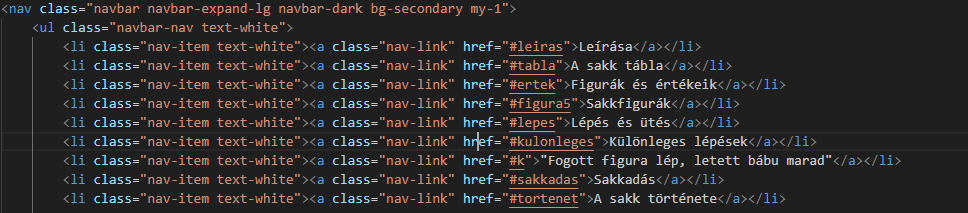 <nav class="navbar navbar-expand-lg navbar-dark bg-secondary my-1">
<ul class="navbar-nav text-white">
<li class="nav-item text-white"><a class="nav-link" href="#leiras">Leírása</a></li>
<li class="nav-item text-white"><a class="nav-link" href="#tabla">A sakk tábla</a></li>
<li class="nav-item text-white"><a class="nav-link" href="#ertek">Figurák és értékeik</a></li>
<li class="nav-item text-white"><a class="nav-link" href="#figura5">Sakkfigurák</a></li>
<li class="nav-item text-white"><a class="nav-link" href="#lepes">Lépés és ütés</a></li>
<li class="nav-item text-white"><a class="nav-link" href="#kulonleges">Különleges lépések</a></li>
<li class="nav-item text-white"><a class="nav-link" href="#k">"Fogott figura lép, letett bábu marad"</a></li>
<li class="nav-item text-white"><a class="nav-link" href="#sakkadas">Sakkadás</a></li>
<li class="nav-item text-white"><a class="nav-link" href="#tortenet">A sakk története</a></li>